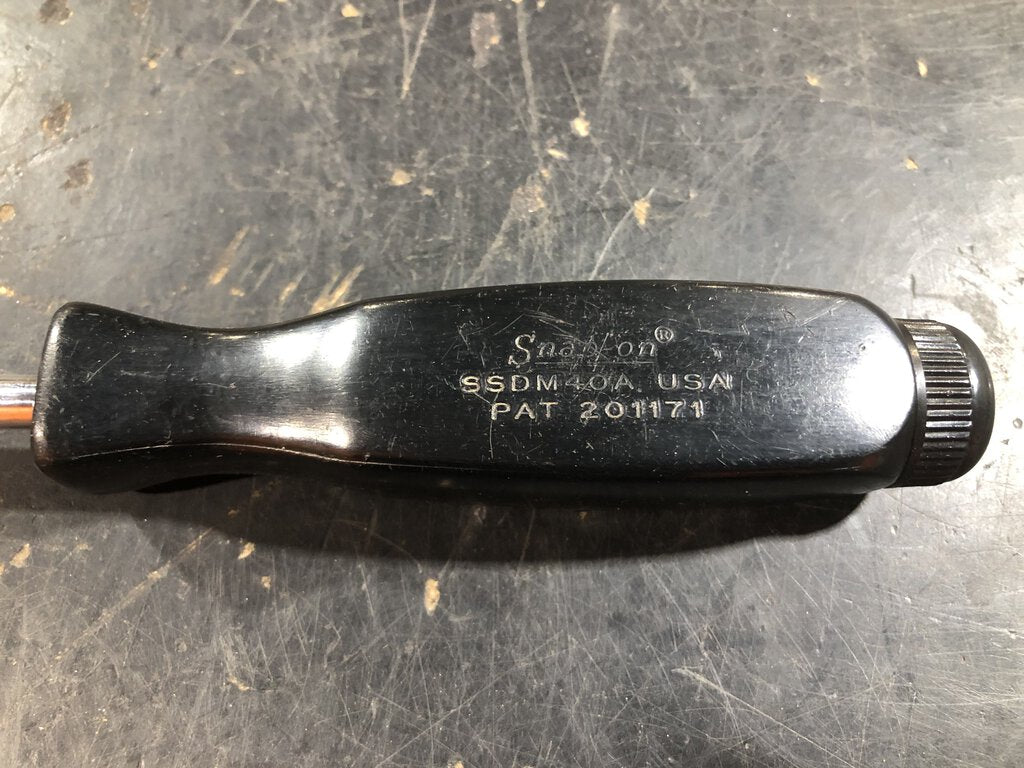 Snap-on®
SSDM40A USA
PAT 201171